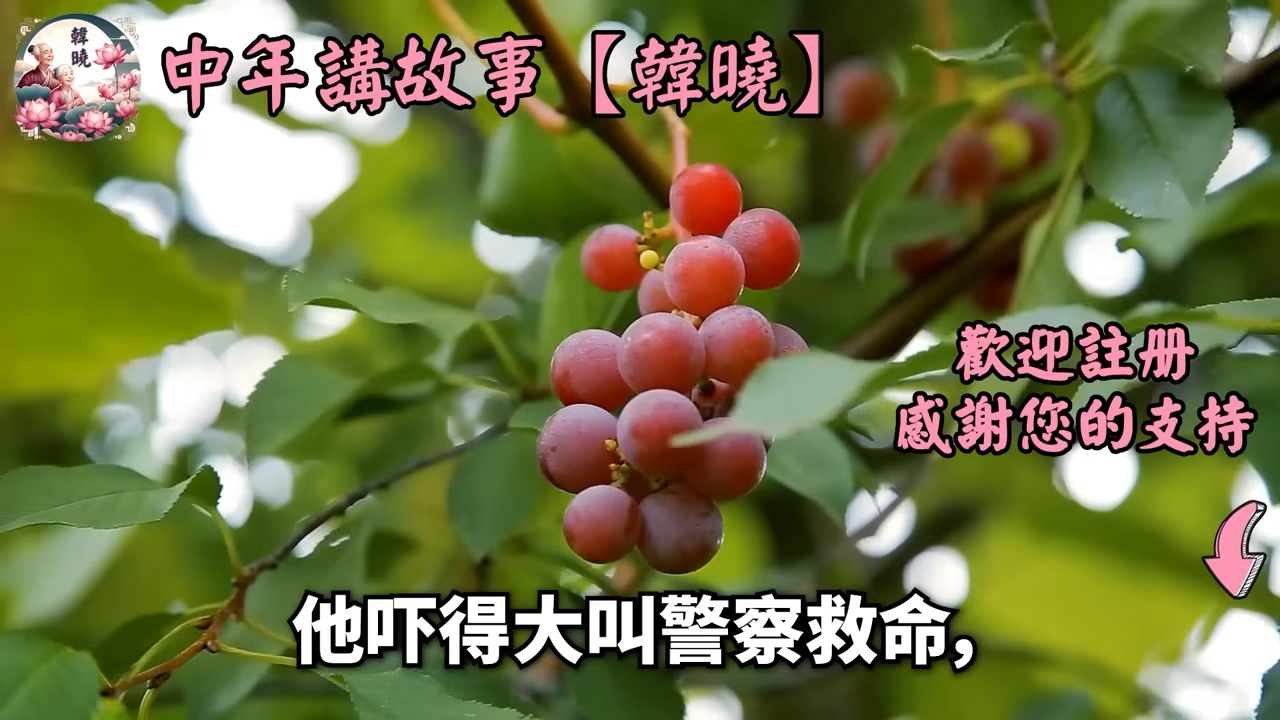 韓曉
中年講故事【韓曉】
歡迎註册
感謝您的支持
他吓得大叫警察救命,